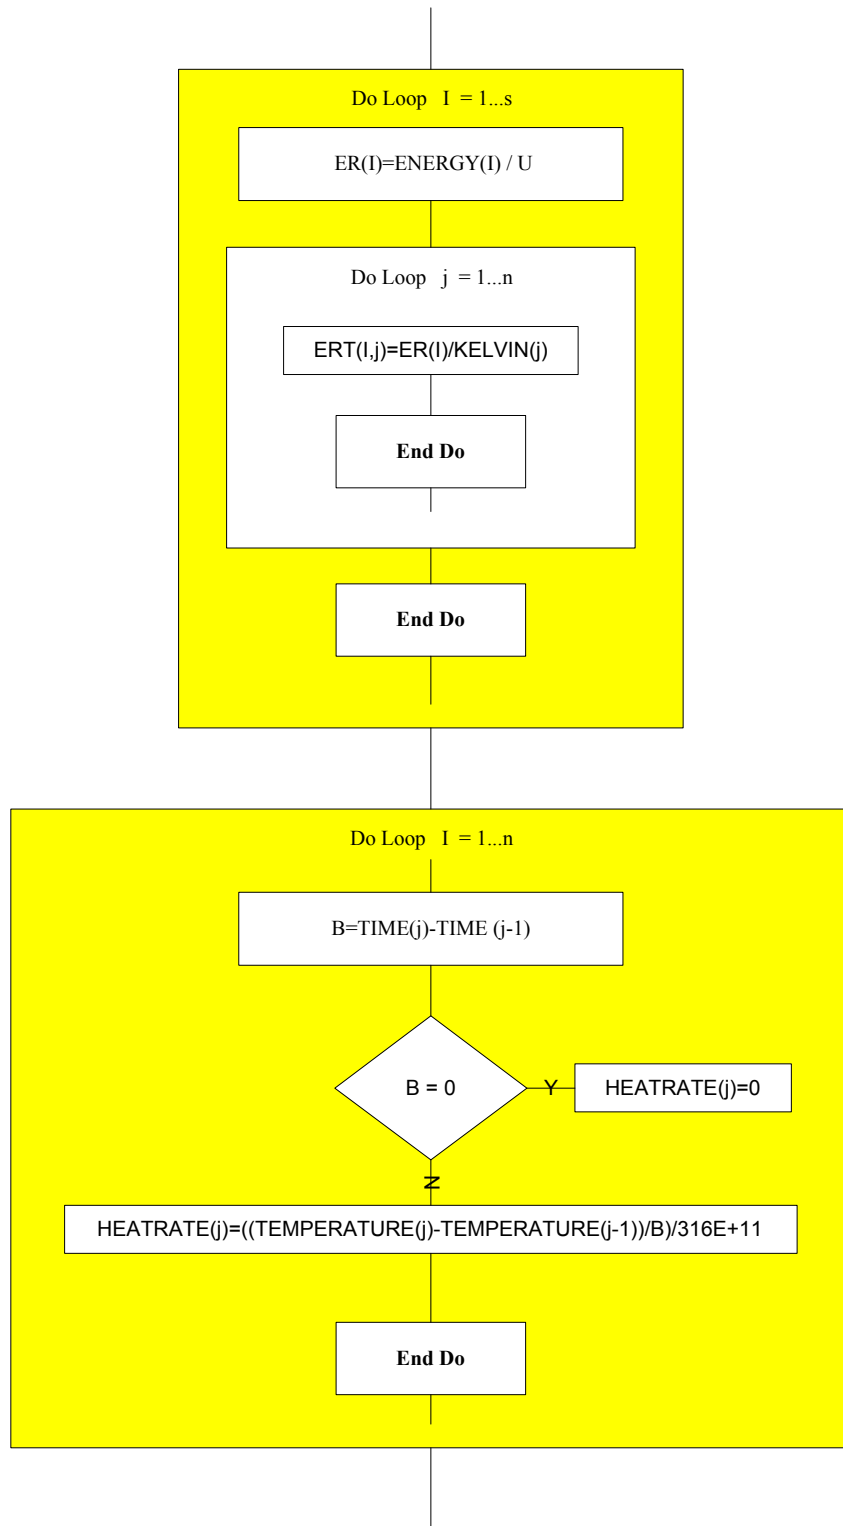 Do Loop I = 1...s
ER(I)=ENERGY(I) / U
Do Loop j = 1...n
ERT(I,j)=ER(I)/KELVIN(j)
End Do
End Do
Do Loop I = 1...n
B=TIME(j)-TIME (j-1)
B = 0
Y
HEATRATE(j)=0
N
HEATRATE(j)=((TEMPERATURE(j)-TEMPERATURE(j-1))/B)/316E+11
End Do